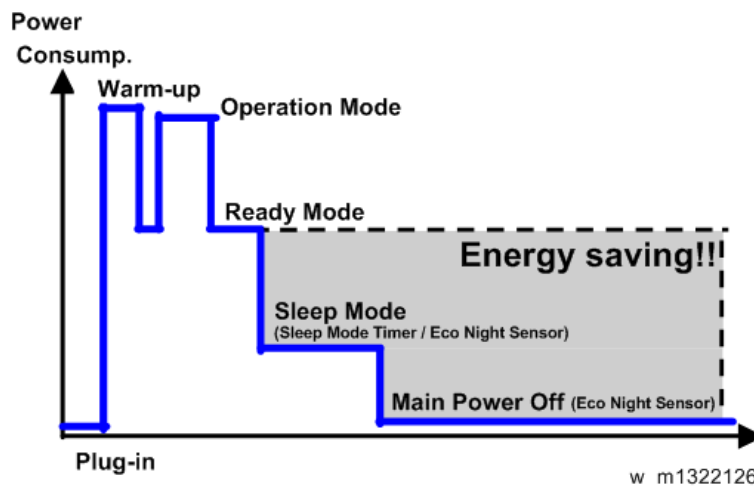 Power
Consump.
Warm-up
Operation Mode
Ready Mode
Energy saving!!
Sleep Mode
(Sleep Mode Timer / Eco Night Sensor)
Main Power Off (Eco Night Sensor)
Plug-in
w_m1322126